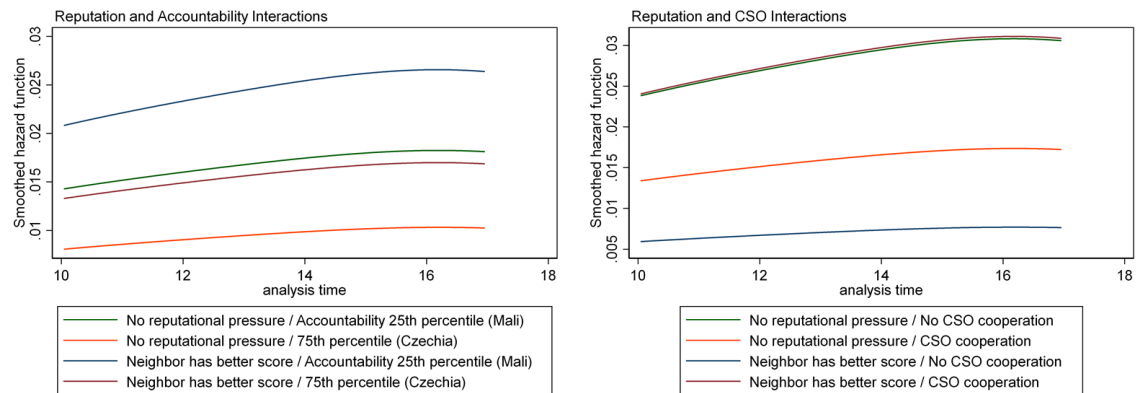 Reputation and Accountability Interactions
Smoothed hazard function
.03
.025
.02
.015
.01
10 12 14 16 18
analysis time
No reputational pressure / Accountability 25th percentile (Mali)
No reputational pressure / 75th percentile (Czechia)
Neighbor has better score / Accountability 25th percentile (Mali)
Neighbor has better score / 75th percentile (Czechia)
Reputation and CSO Interactions
Smoothed hazard function
.03
.025
.02
.015
.01
.005
10 12 14 16 18
analysis time
No reputational pressure / No CSO cooperation
No reputational pressure / CSO cooperation
Neighbor has better score / No CSO cooperation
Neighbor has better score / CSO cooperation